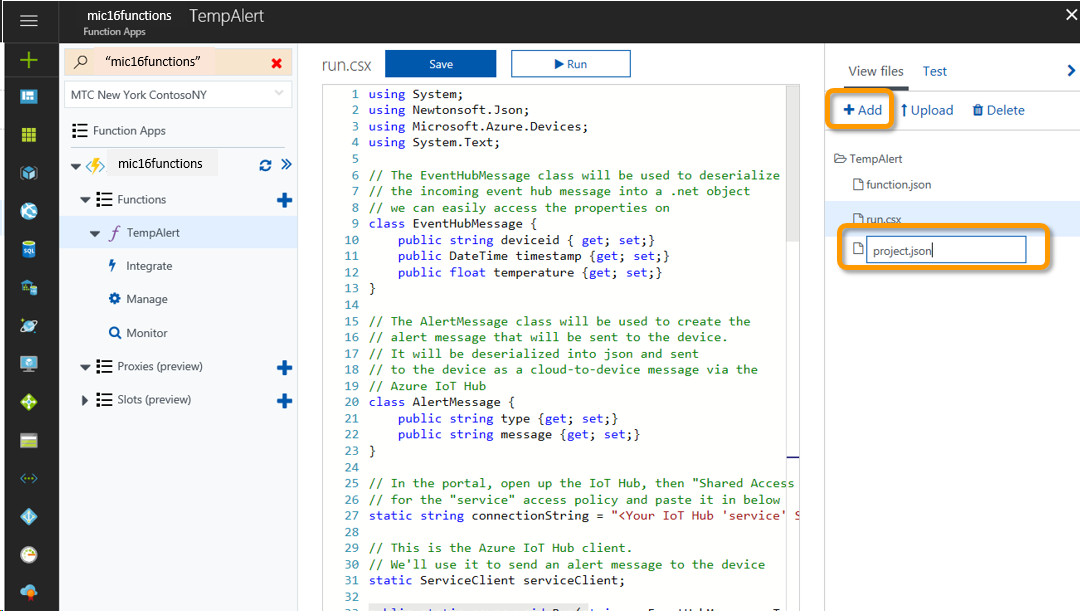 mic16functions TempAlert
Function Apps
"mic16functions"
MTC New York ContosoNY
Function Apps
mic16functions
Functions
TempAlert
Integrate
Manage
Monitor
Proxies (preview)
Slots (preview)
run.csx Save Run
1 using System;
2 using Newtonsoft.Json;
3 using Microsoft.Azure.Devices;
4 using System.Text;
5
6 // The EventHubMessage class will be used to deserialize
7 // the incoming event hub message into a .net object
8 // we can easily access the properties on
9 class EventHubMessage {
10 public string deviceid { get; set;}
11 public DateTime timestamp {get; set;}
12 public float temperature {get; set;}
13 }
14
15 // The AlertMessage class will be used to create the
16 // alert message that will be sent to the device.
17 // It will be deserialized into json and sent
18 // to the device as a cloud-to-device message via the
19 // Azure IoT Hub
20 class AlertMessage {
21 public string type {get; set;}
22 public string message {get; set;}
23 }
24
25 // In the portal, open up the IoT Hub, then "Shared Access
26 // for the "service" access policy and paste it in below
27 static string connectionString = "<Your IoT Hub 'service' S
28
29 // This is the Azure IoT Hub client.
30 // We'll use it to send an alert message to the device
31 static ServiceClient serviceClient;
32
View files Test
Add Upload Delete
TempAlert
function.json
run.csx
project.json